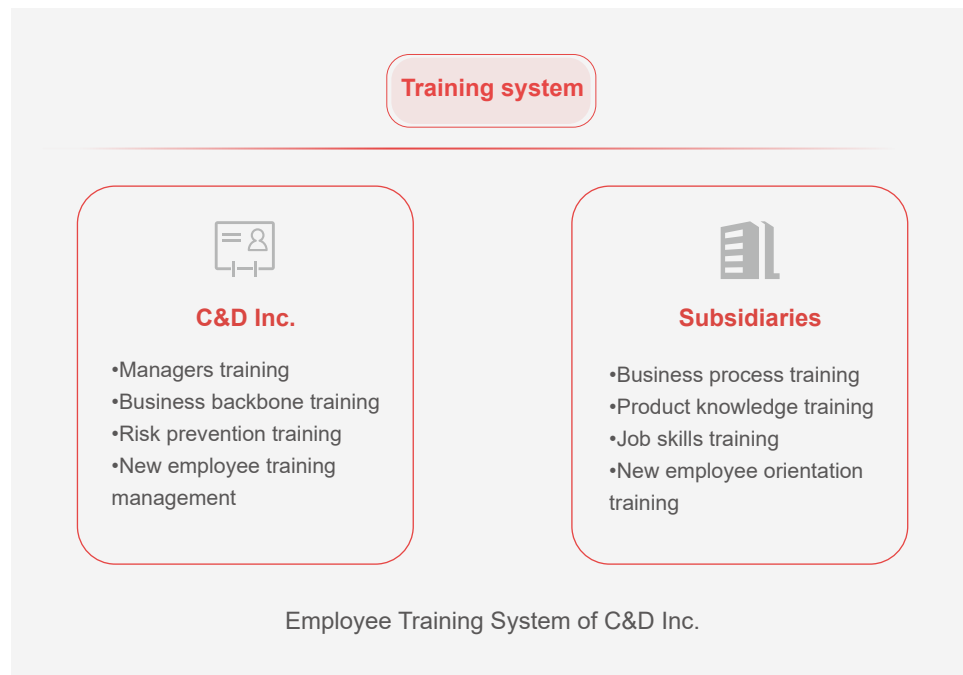 Training system
C&D Inc.
•Managers training
•Business backbone training
•Risk prevention training
•New employee training
management
Subsidiaries
•Business process training
•Product knowledge training
•Job skills training
•New employee orientation
training
Employee Training System of C&D Inc.